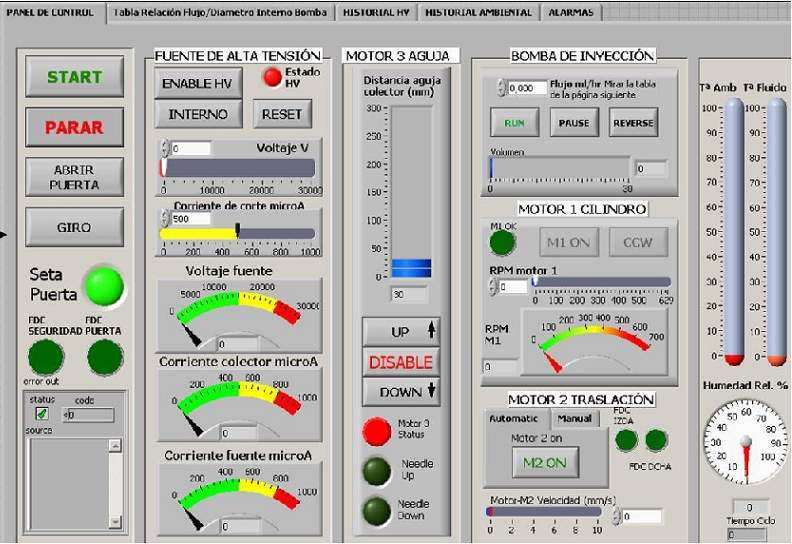 PANEL DE CONTROL
Tabla Relación Flujo/Diametro Interno Bomba
HISTORIAL HV
HISTORIAL AMBIENTAL
ALARMAS
START
PARAR
ABRIR
PUERTA
GIRO
Seta
Puerta
FDC
SEGURIDAD
FDC
PUERTA
error out
status
code
0
source
FUENTE DE ALTA TENSIÓN
ENABLE HV
Estado
HV
INTERNO
RESET
0
Voltaje V
0 10000 20000 30000
Corriente de corte microA
500
0 200 400 600 800 1000
Voltaje fuente
0 5000 10000 20000 30000
0
Corriente colector microA
0 200 400 600 800 1000
0
Corriente fuente microA
0 200 400 600 800 1000
0
MOTOR 3 AGUJA
Distancia aguja
colector (mm)
300
250
200
150
100
50
0
30
UP
DISABLE
DOWN
Motor 3
Status
Needle
Up
Needle
Down
BOMBA DE INYECCIÓN
0,000
Flujo ml/hr Mirar la tabla
de la página siguiente
RUN
PAUSE
REVERSE
Volumen
0 30
0
MOTOR 1 CILINDRO
M1 OK
M1 ON
CCW
RPM motor 1
0
0 100 200 300 400 500 629
RPM
M1
0
0 100 200 300 400 500 600 700
0
MOTOR 2 TRASLACIÓN
Automatic
Manual
Motor 2 on
M2 ON
FDC
IZDA
FDC DCHA
Motor-M2 Velocidad (mm/s)
0 2 4 6 8 10
0
Tª Amb Tª Fluido
100 100
90 90
80 80
70 70
60 60
50 50
40 40
30 30
20 20
10 10
0 0
Humedad Rel. %
0 10 20 30 40 50 60 70 80 90 100
0
Tiempo Ciclo
0